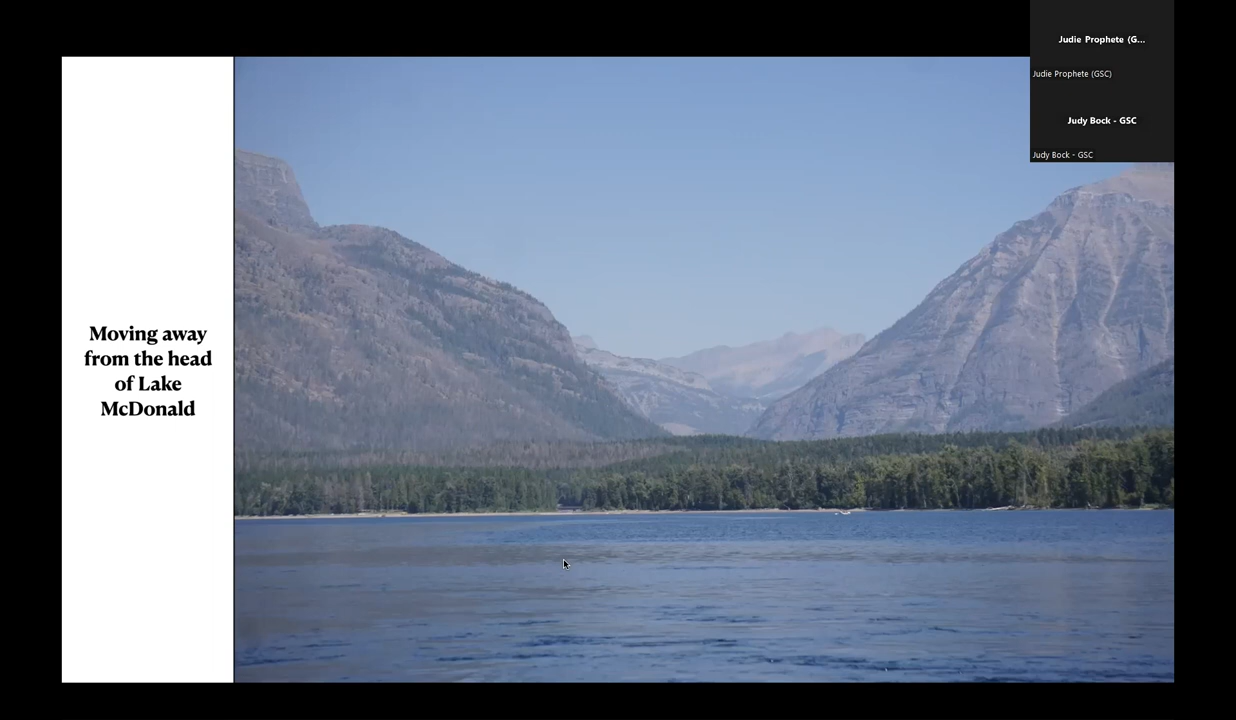 Judie Prophete (G...
Judie Prophete (GSC)
Judy Bock - GSC
Judy Bock - GSC
Moving away
from the head
of Lake
McDonald